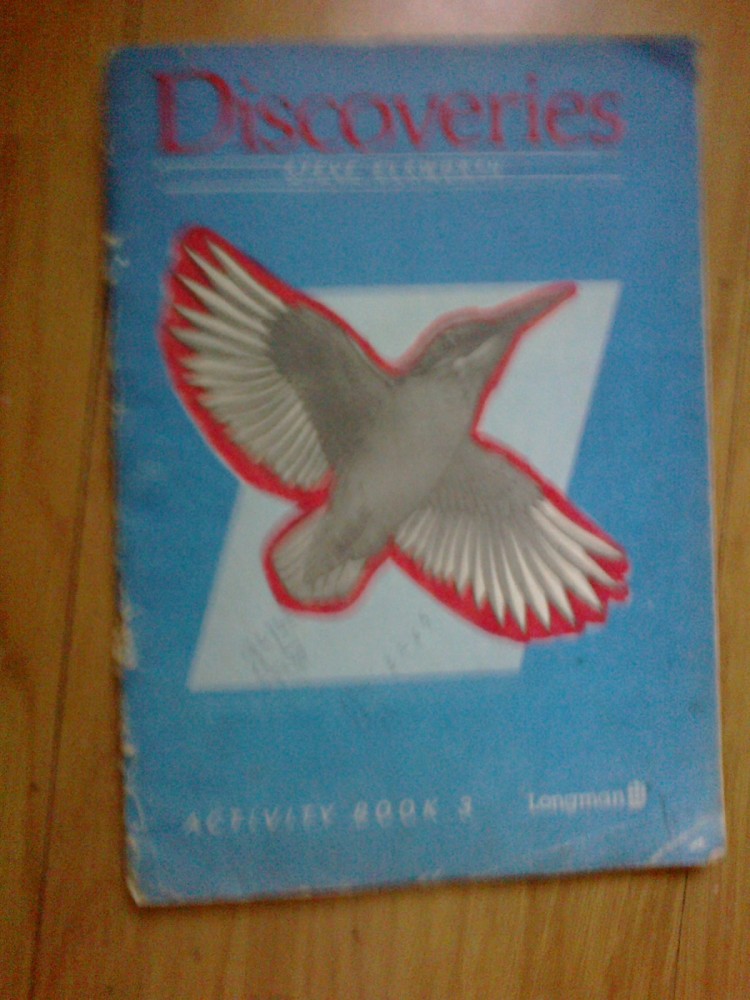 Discoveries
STEVE ELSWORTH
ACTIVITY BOOK 3
Longman